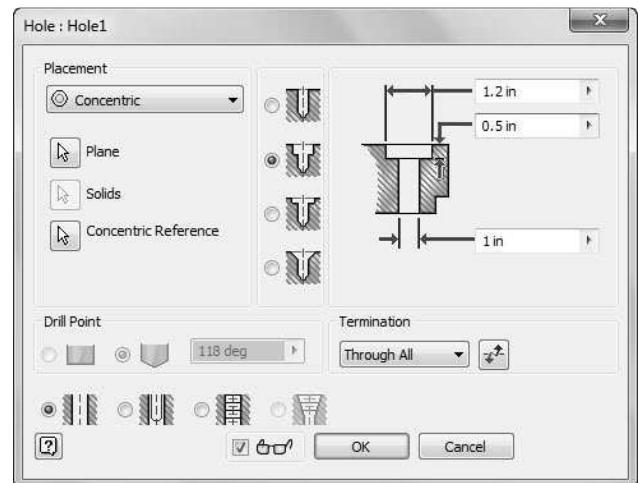 Hole : Hole1
Placement
Concentric
Plane
Solids
Concentric Reference
1.2 in
0.5 in
1 in
Drill Point
118 deg
Termination
Through All
OK
Cancel